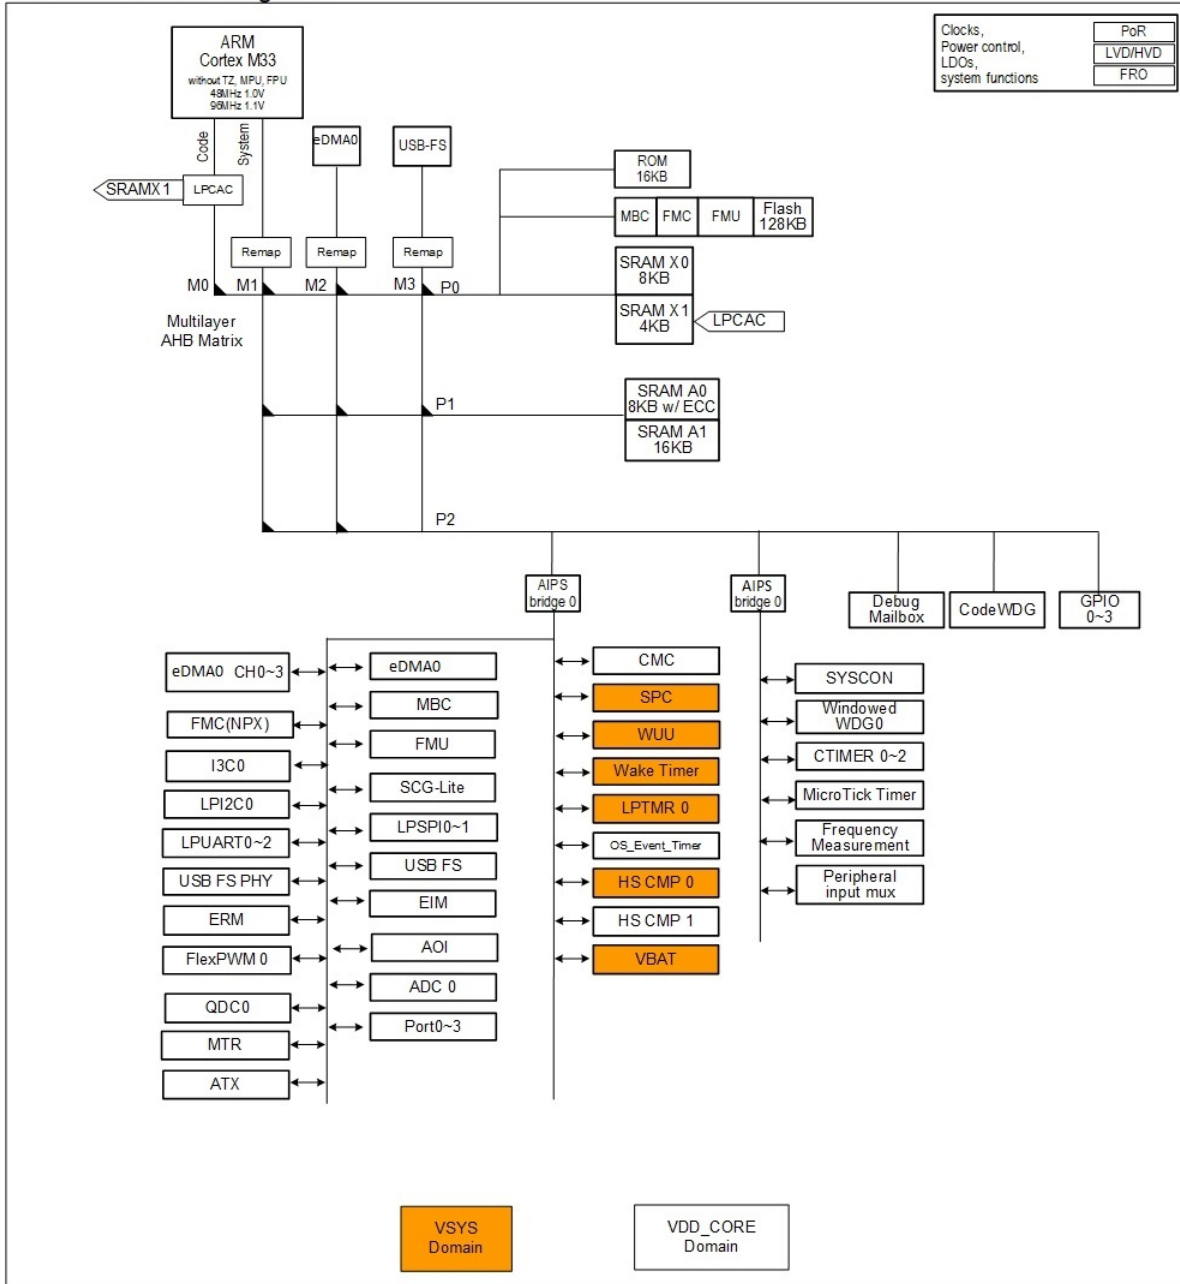 ARM
Cortex M33
without TZ, MPU, FPU
48MHz 1.0V
96MHz 1.1V
Clocks,
Power control,
LDOs,
system functions
PoR
LVD/HVD
FRO
Code
System
eDMA0
USB-FS
SRAMX1
LPCAC
ROM
16KB
MBC
FMC
FMU
Flash
128KB
Remap
Remap
Remap
SRAM X0
8KB
M0
M1
M2
M3
P0
SRAM X1
4KB
LPCAC
Multilayer
AHB Matrix
P1
SRAM A0
8KB w/ ECC
SRAM A1
16KB
P2
AIPS
bridge 0
AIPS
bridge 0
Debug
Mailbox
CodeWDG
GPIO
0~3
eDMA0 CH0~3
FMC(NPX)
I3C0
LPI2C0
LPUART0~2
USB FS PHY
ERM
FlexPWM 0
QDC0
MTR
ATX
eDMA0
MBC
FMU
SCG-Lite
LPSPI0~1
USB FS
EIM
AOI
ADC 0
Port0~3
CMC
SPC
WUU
Wake Timer
LPTMR 0
OS_Event_Timer
HS CMP 0
HS CMP 1
VBAT
SYSCON
Windowed
WDG0
CTIMER 0~2
MicroTick Timer
Frequency
Measurement
Peripheral
input mux
VSYS
Domain
VDD_CORE
Domain